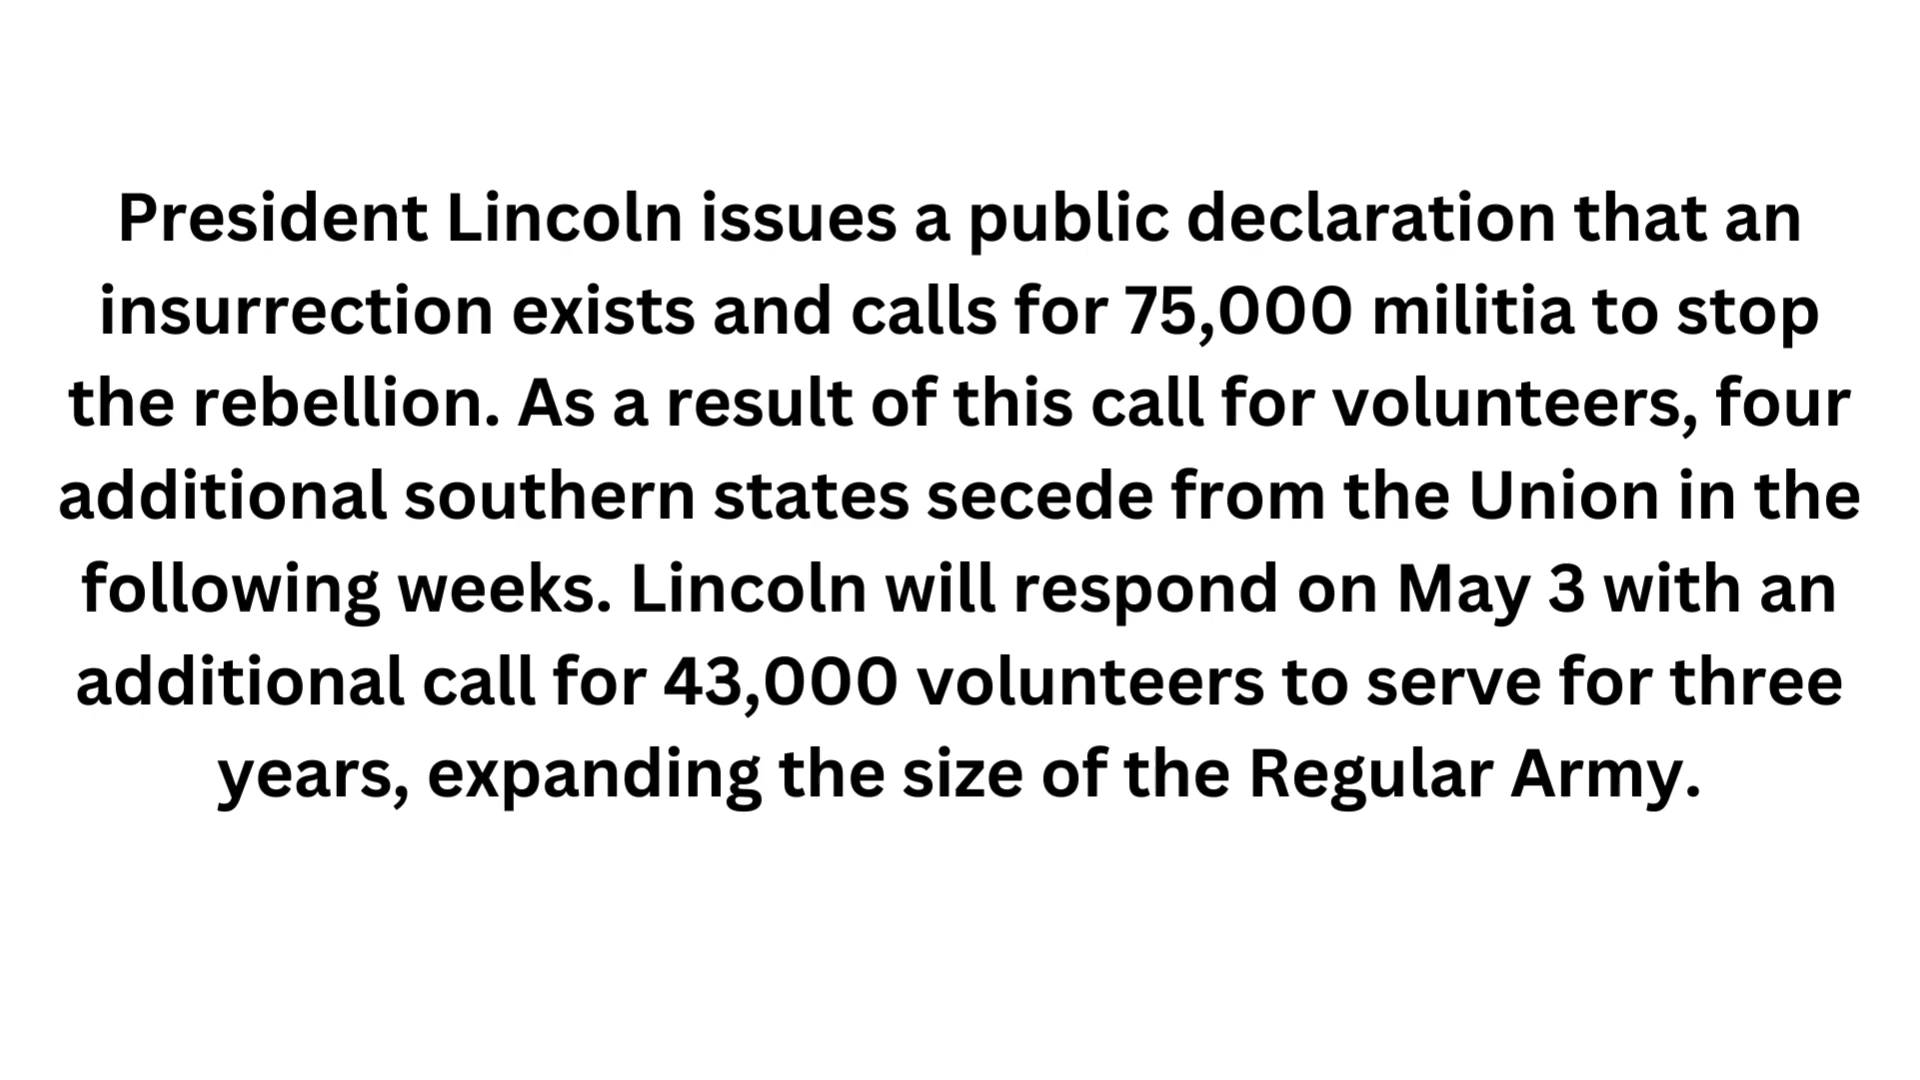 President Lincoln issues a public declaration that an
insurrection exists and calls for 75,000 militia to stop
the rebellion. As a result of this call for volunteers, four
additional southern states secede from the Union in the
following weeks. Lincoln will respond on May 3 with an
additional call for 43,000 volunteers to serve for three
years, expanding the size of the Regular Army.